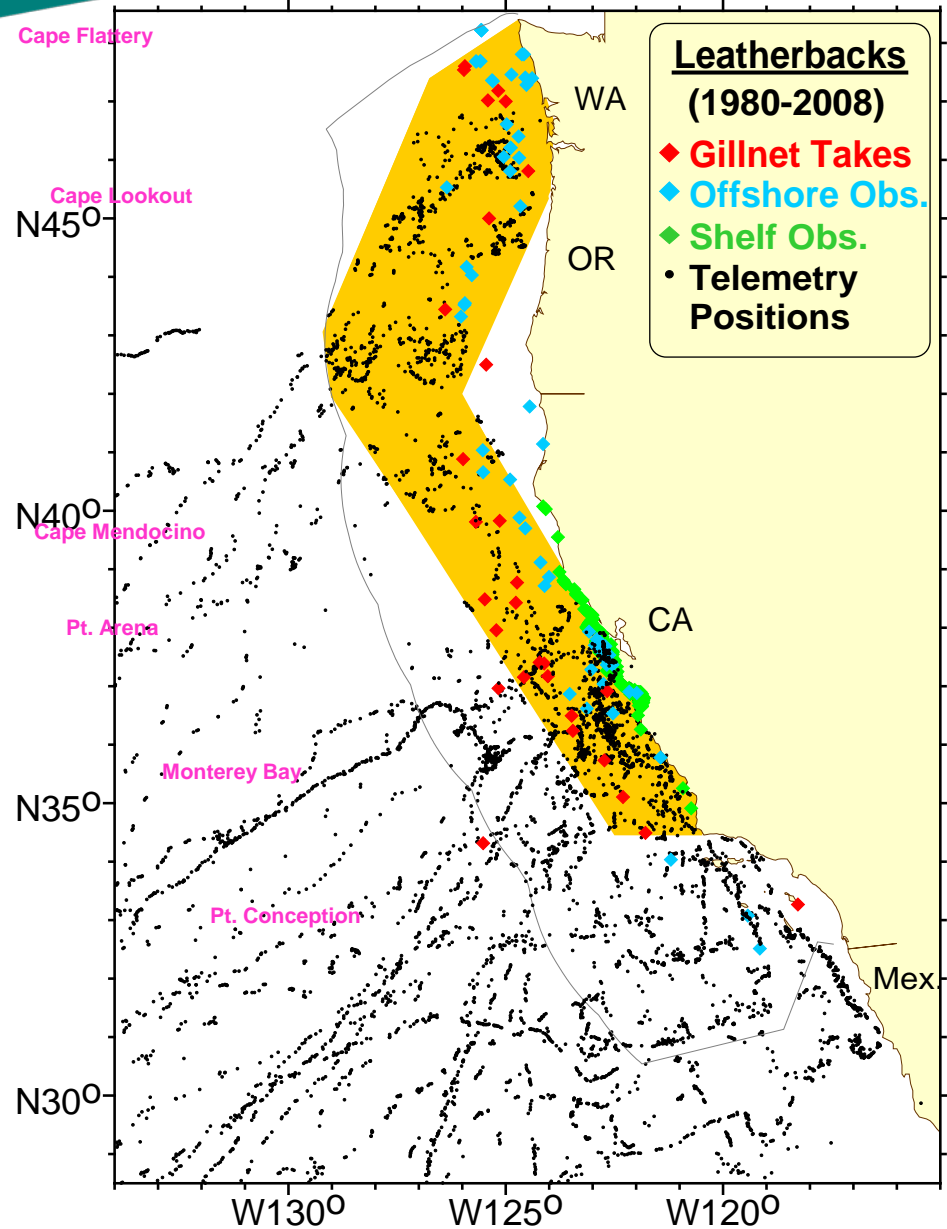 Cape Flattery
Leatherbacks
(1980-2008)
Gillnet Takes
Offshore Obs.
Shelf Obs.
Telemetry
Positions
WA
Cape Lookout
N45o
OR
N40o
Cape Mendocino
Pt. Arena
CA
Monterey Bay
N35o
Pt. Conception
Mex.
N30o
W130o W125o W120o